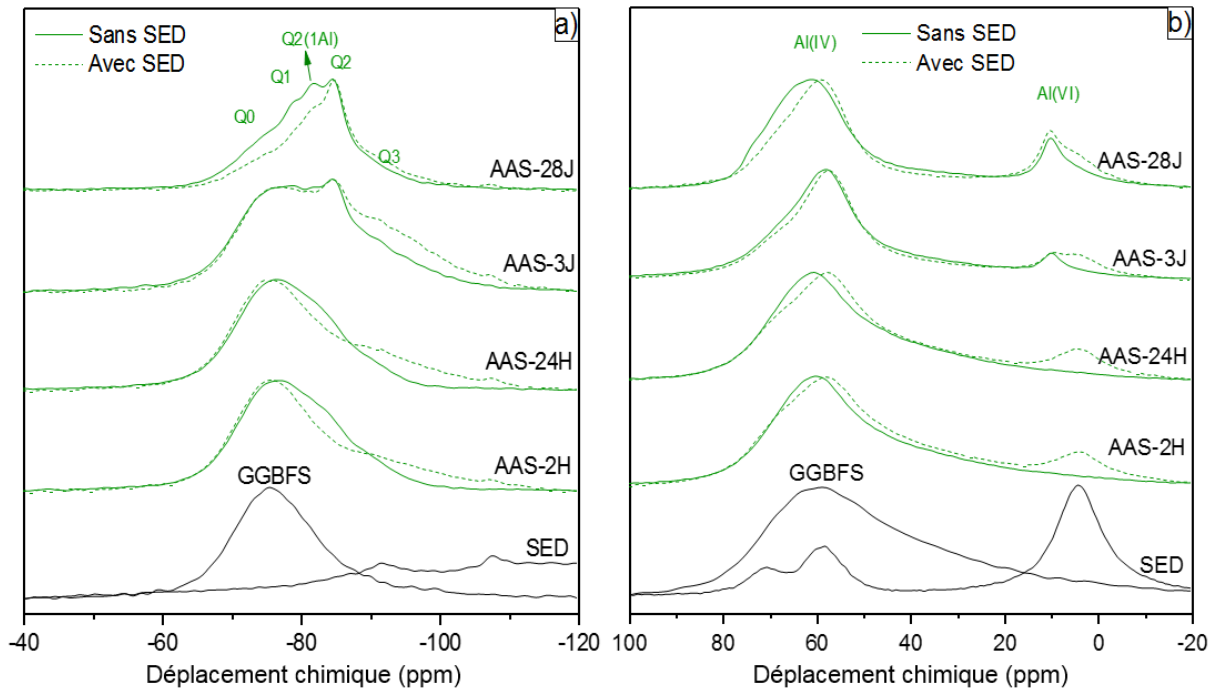 a)
Sans SED
Avec SED
Q2(1Al)
Q1
Q2
Q0
Q3
AAS-28J
AAS-3J
AAS-24H
AAS-2H
GGBFS
SED
-40 -60 -80 -100 -120
Déplacement chimique (ppm)
b)
Sans SED
Avec SED
Al(IV)
Al(VI)
AAS-28J
AAS-3J
AAS-24H
AAS-2H
GGBFS
SED
100 80 60 40 20 0 -20
Déplacement chimique (ppm)